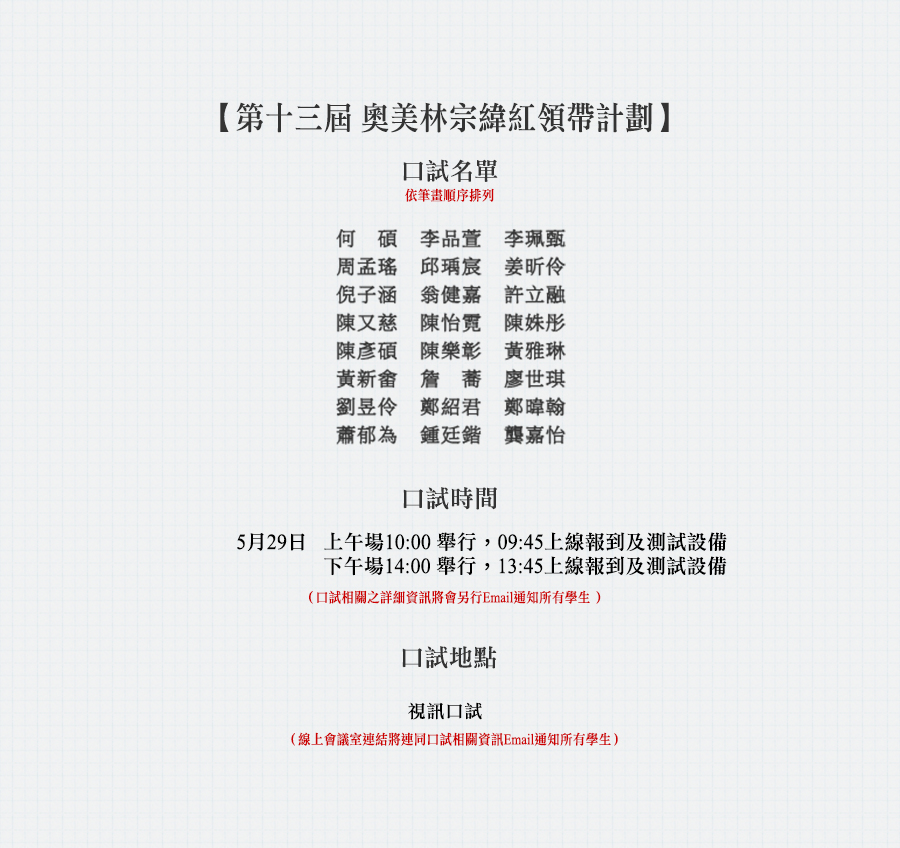 【第十三屆 奧美林宗緯紅領帶計劃】
口試名單
依筆畫順序排列
何　碩　李品萱　李珮甄
周孟瑤　邱瑀宸　姜昕伶
倪子涵　翁健嘉　許立融
陳又慈　陳怡霓　陳姝彤
陳彥碩　陳樂彰　黃雅琳
黃新畬　詹　蕎　廖世琪
劉昱伶　鄭紹君　鄭暐翰
蕭郁為　鍾廷鍇　龔嘉怡
口試時間
5月29日　上午場10:00 舉行，09:45上線報到及測試設備
下午場14:00 舉行，13:45上線報到及測試設備
（口試相關之詳細資訊將會另行Email通知所有學生 ）
口試地點
視訊口試
（線上會議室連結將連同口試相關資訊Email通知所有學生）